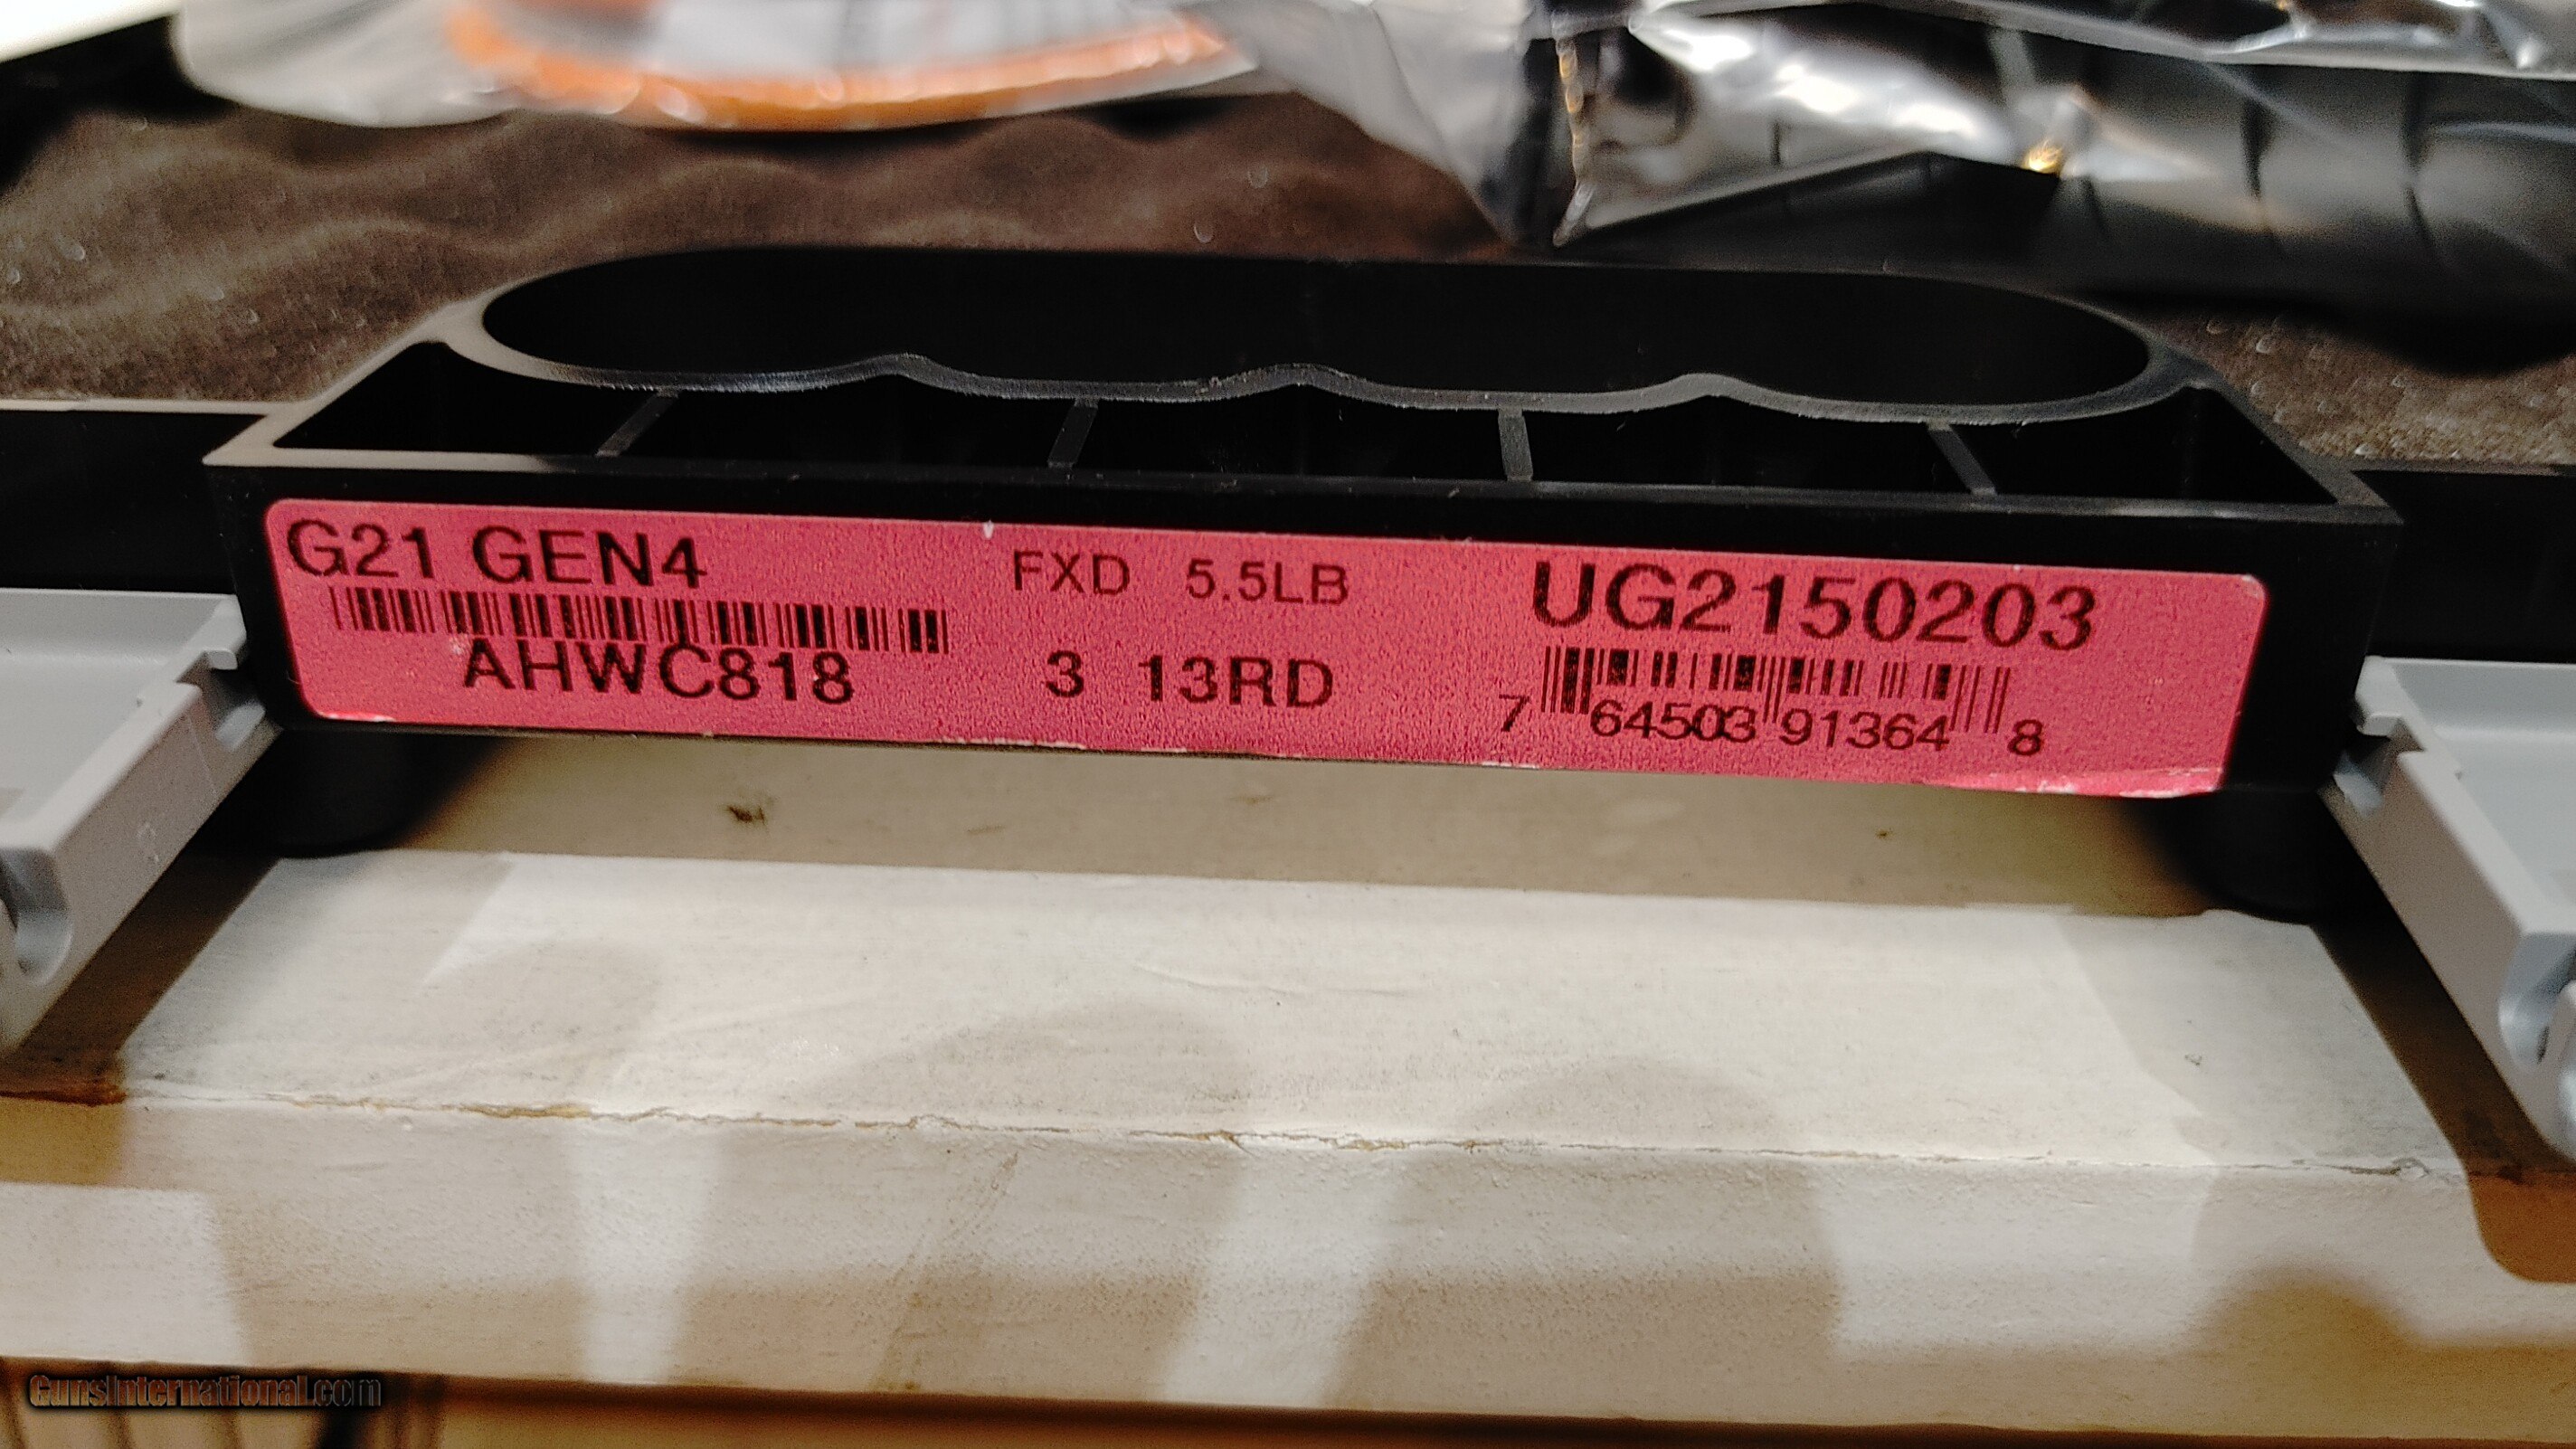 G21 GEN4
AHWC818
FXD 5.5LB
3 13RD
UG2150203
7 64503 91364 8
GunsInternational.com